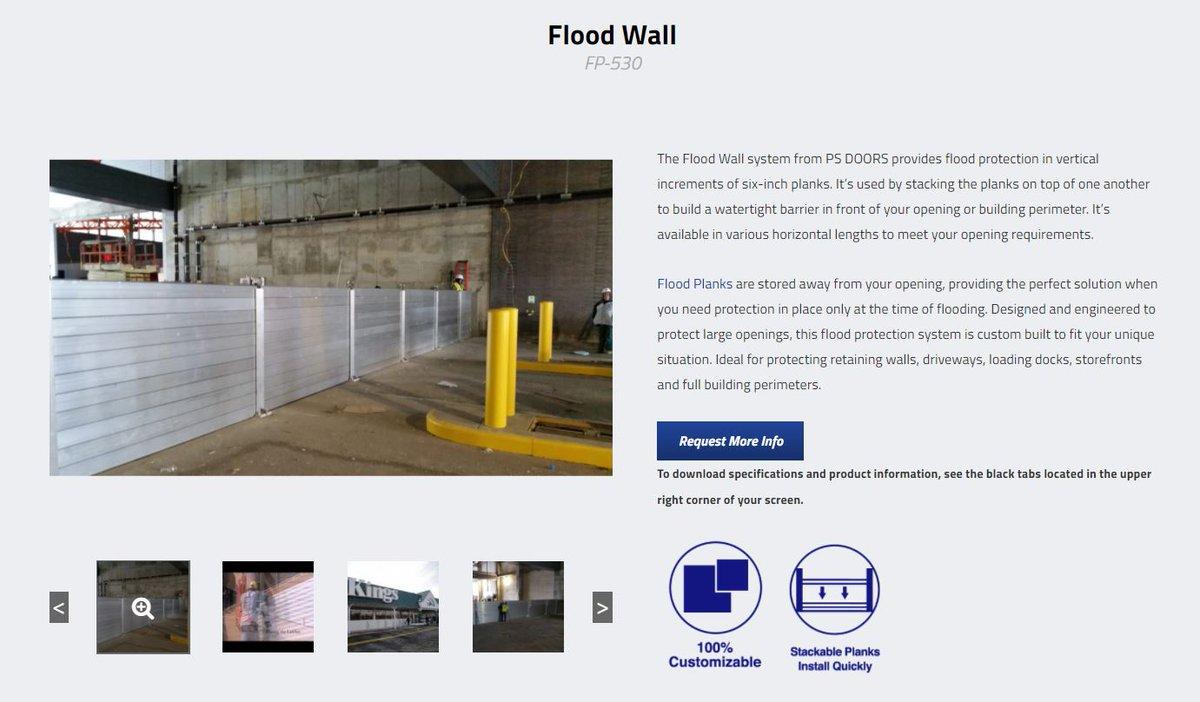 Flood Wall
FP-530
The Flood Wall system from PS DOORS provides flood protection in vertical
increments of six-inch planks. It’s used by stacking the planks on top of one another
to build a watertight barrier in front of your opening or building perimeter. It’s
available in various horizontal lengths to meet your opening requirements.
Flood Planks are stored away from your opening, providing the perfect solution when
you need protection in place only at the time of flooding. Designed and engineered to
protect large openings, this flood protection system is custom built to fit your unique
situation. Ideal for protecting retaining walls, driveways, loading docks, storefronts
and full building perimeters.
Request More Info
To download specifications and product information, see the black tabs located in the upper
right corner of your screen.
<
Kings
>
100%
Customizable
Stackable Planks
Install Quickly